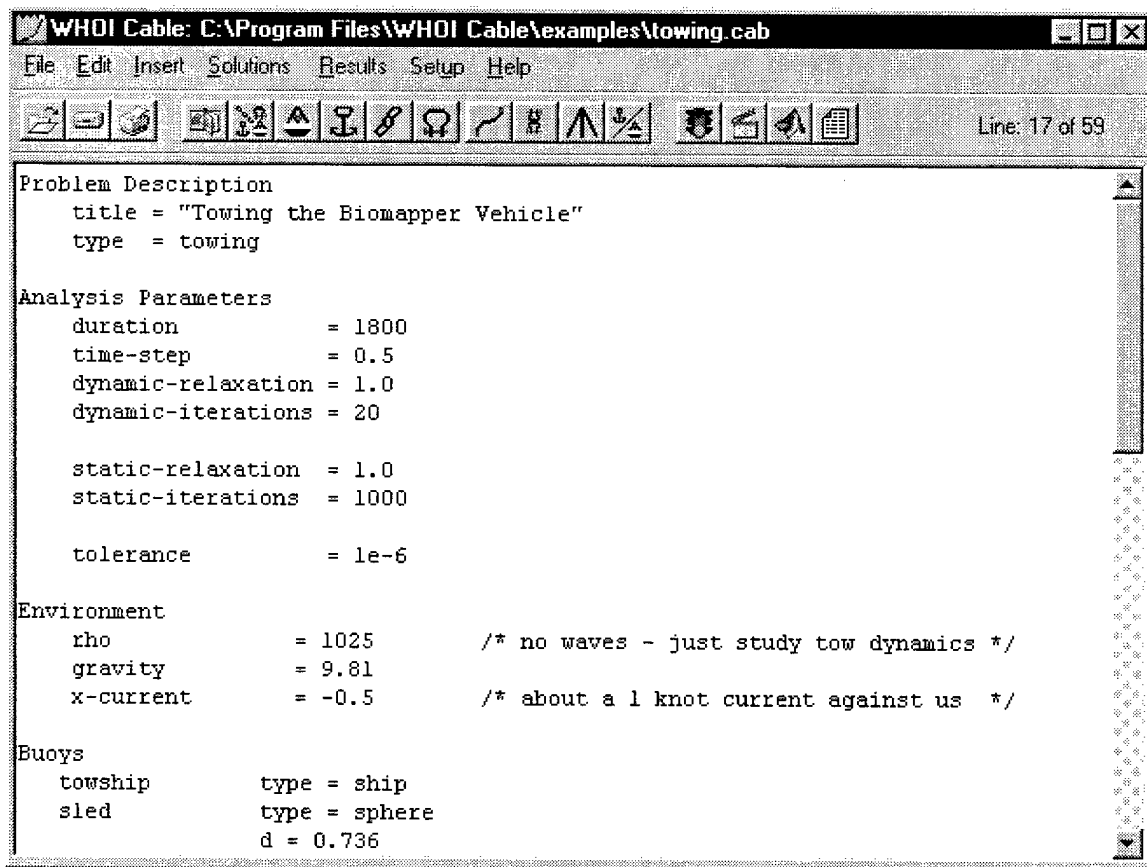 WHOI Cable: C:\Program Files\WHOI Cable\examples\towing.cab
File Edit Insert Solutions Results Setup Help
Line: 17 of 59
Problem Description
title = "Towing the Biomapper Vehicle"
type = towing
Analysis Parameters
duration = 1800
time-step = 0.5
dynamic-relaxation = 1.0
dynamic-iterations = 20
static-relaxation = 1.0
static-iterations = 1000
tolerance = 1e-6
Environment
rho = 1025 /* no waves - just study tow dynamics */
gravity = 9.81
x-current = -0.5 /* about a 1 knot current against us */
Buoys
towship type = ship
sled type = sphere
d = 0.736